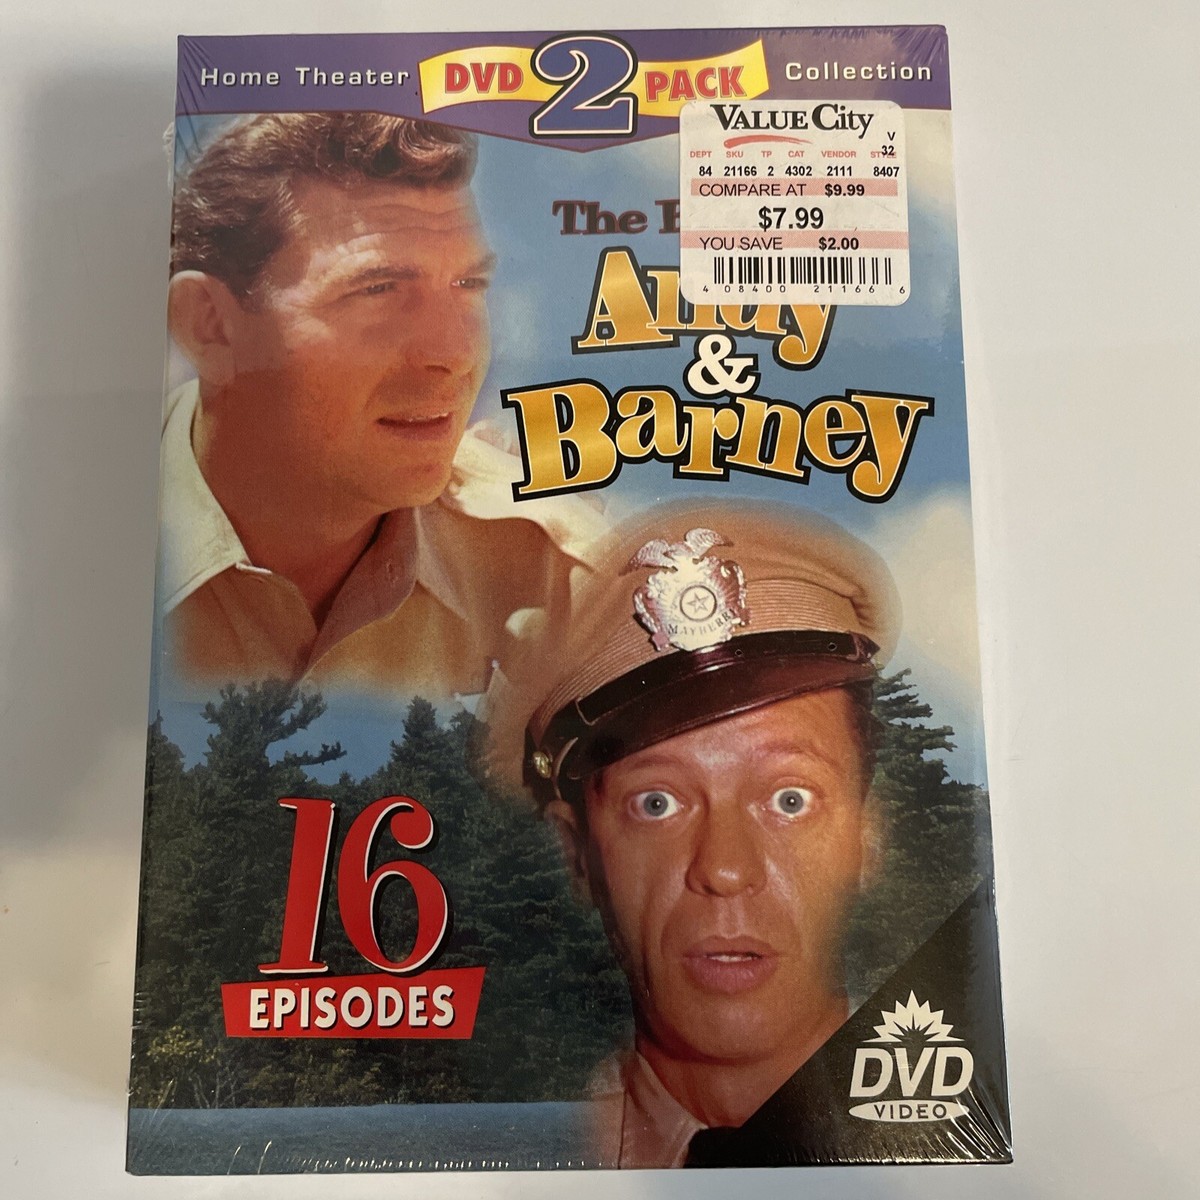 Home Theater DVD 2 PACK Collection
VALUE City
V
32
DEPT SKU TP CAT VENDOR STYLE
84 21166 2 4302 2111 8407
COMPARE AT $9.99
$7.99
YOU SAVE $2.00
4 08400 21166 6
The
Andy
&
Barney
MAYBERRY
16
EPISODES
DVD
VIDEO